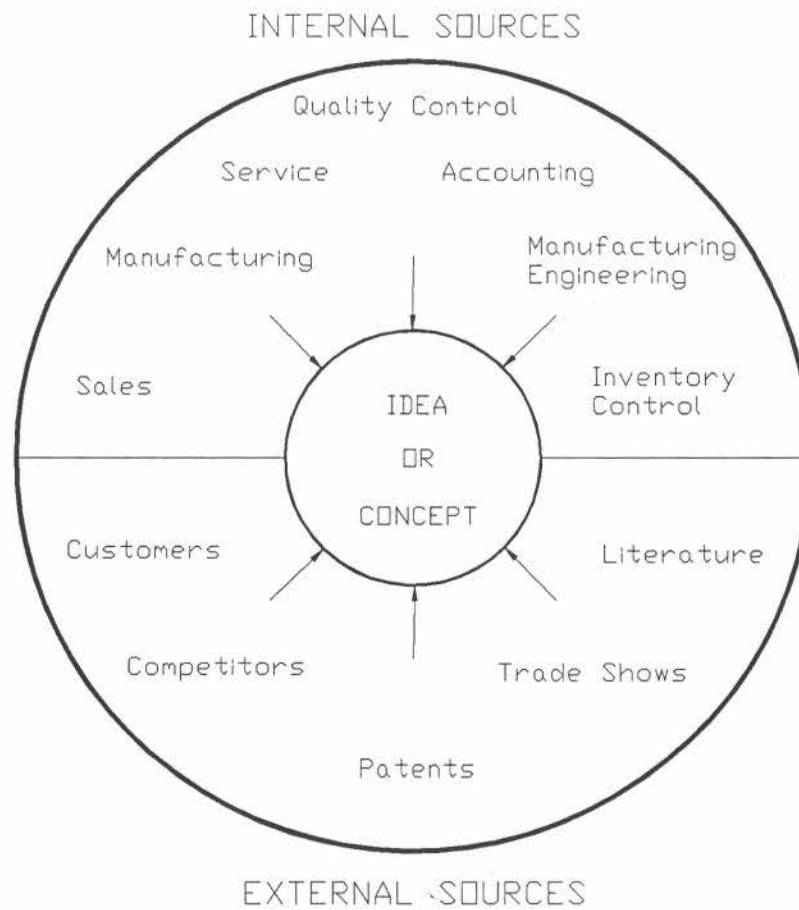 INTERNAL SOURCES
Quality Control
Service
Accounting
Manufacturing
Manufacturing
Engineering
Sales
Inventory
Control
IDEA
OR
CONCEPT
Customers
Literature
Competitors
Trade Shows
Patents
EXTERNAL SOURCES